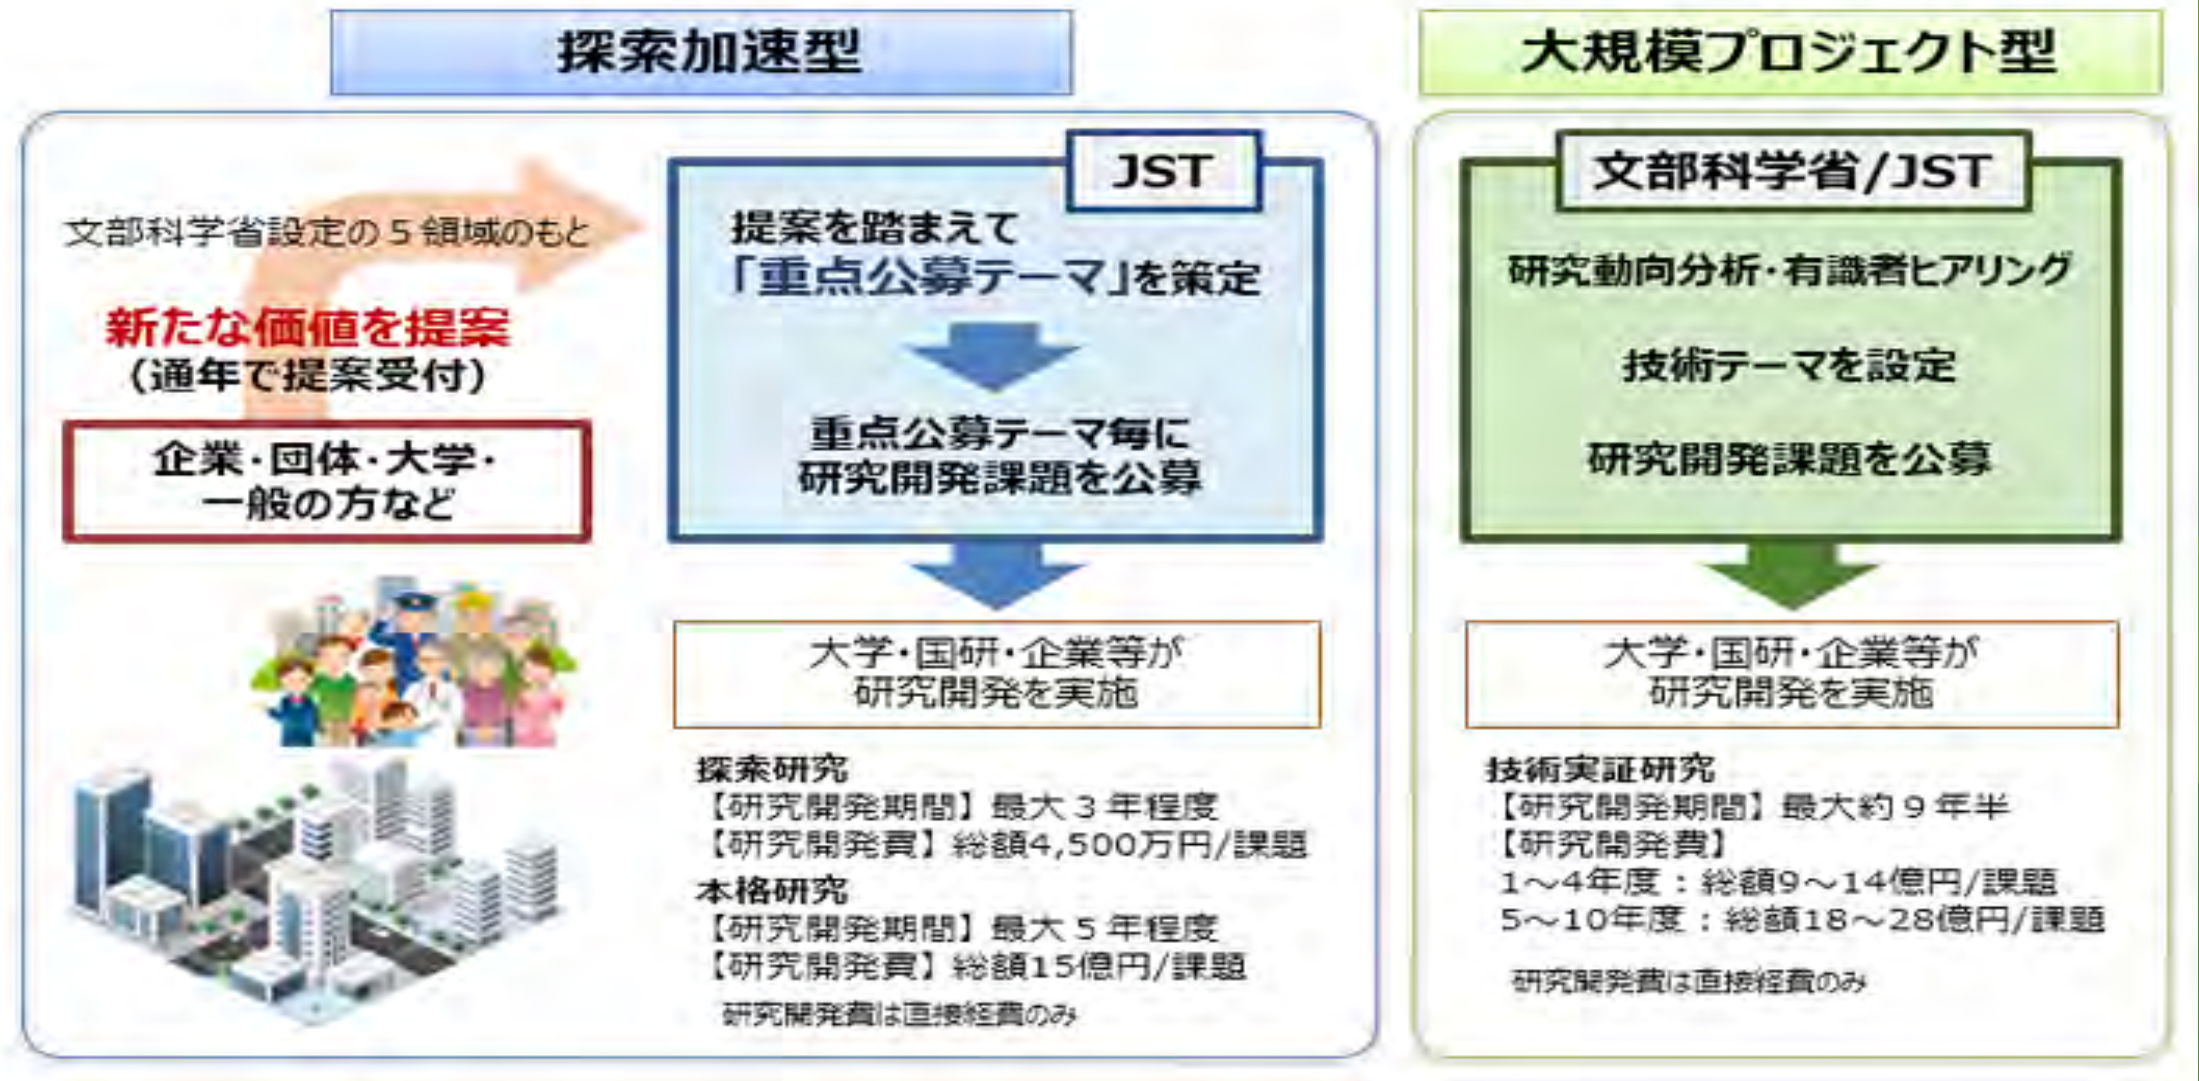 探索加速型
文部科学省設定の５領域のもと
新たな価値を提案
(通年で提案受付)
企業・団体・大学・
一般の方など
JST
提案を踏まえて
「重点公募テーマ」を策定
重点公募テーマ毎に
研究開発課題を公募
大学・国研・企業等が
研究開発を実施
探索研究
【研究開発期間】最大３年程度
【研究開発費】総額4,500万円/課題
本格研究
【研究開発期間】最大５年程度
【研究開発費】総額15億円/課題
研究開発費は直接経費のみ
大規模プロジェクト型
文部科学省/JST
研究動向分析・有識者ヒアリング
技術テーマを設定
研究開発課題を公募
大学・国研・企業等が
研究開発を実施
技術実証研究
【研究開発期間】最大約９年半
【研究開発費】
1～4年度：総額9～14億円/課題
5～10年度：総額18～28億円/課題
研究開発費は直接経費のみ